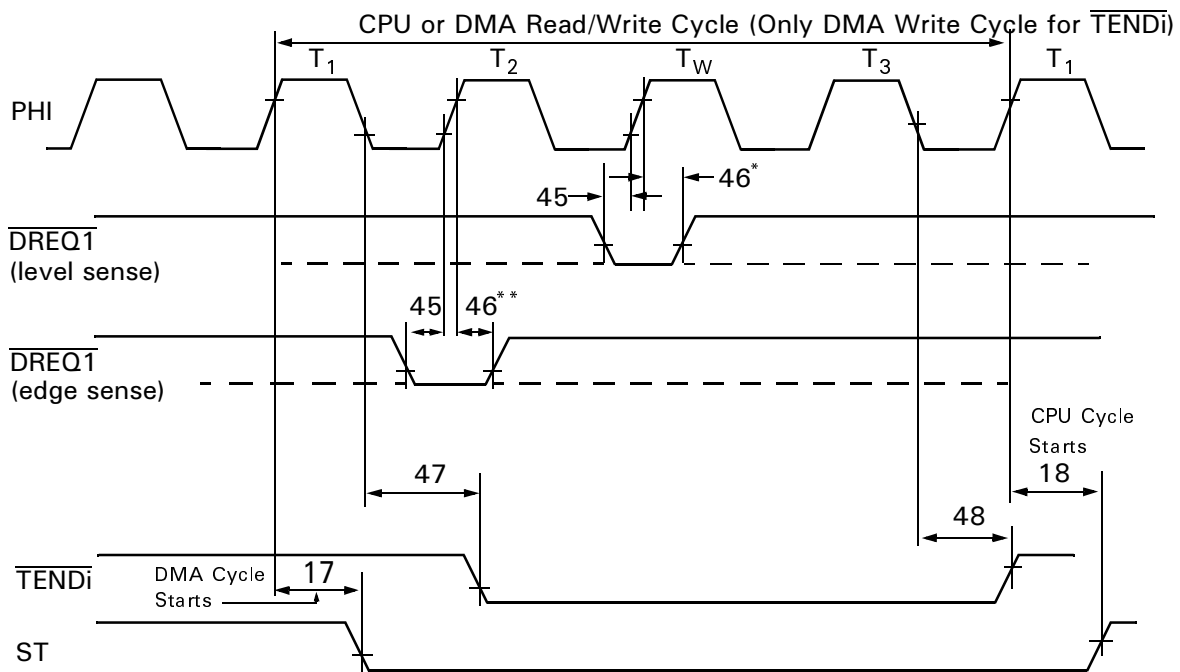 CPU or DMA Read/Write Cycle (Only DMA Write Cycle for TENDi)
T1 T2 TW T3 T1
PHI
45 46*
DREQ1
(level sense)
45 46**
DREQ1
(edge sense)
CPU Cycle
Starts
47 18
48
TENDi
DMA Cycle
Starts
17
ST